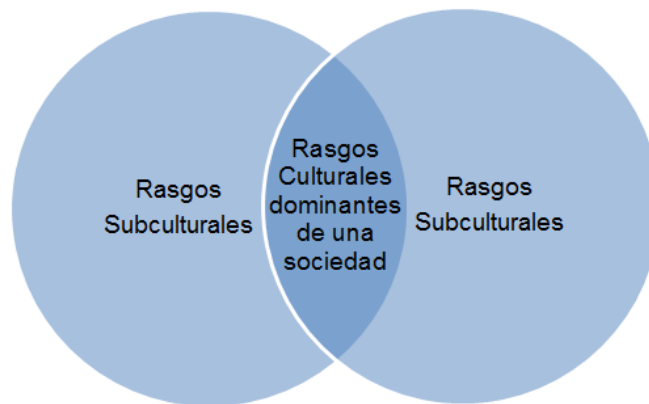 Rasgos
Subculturales
Rasgos
Culturales
dominantes
de una
sociedad
Rasgos
Subculturales